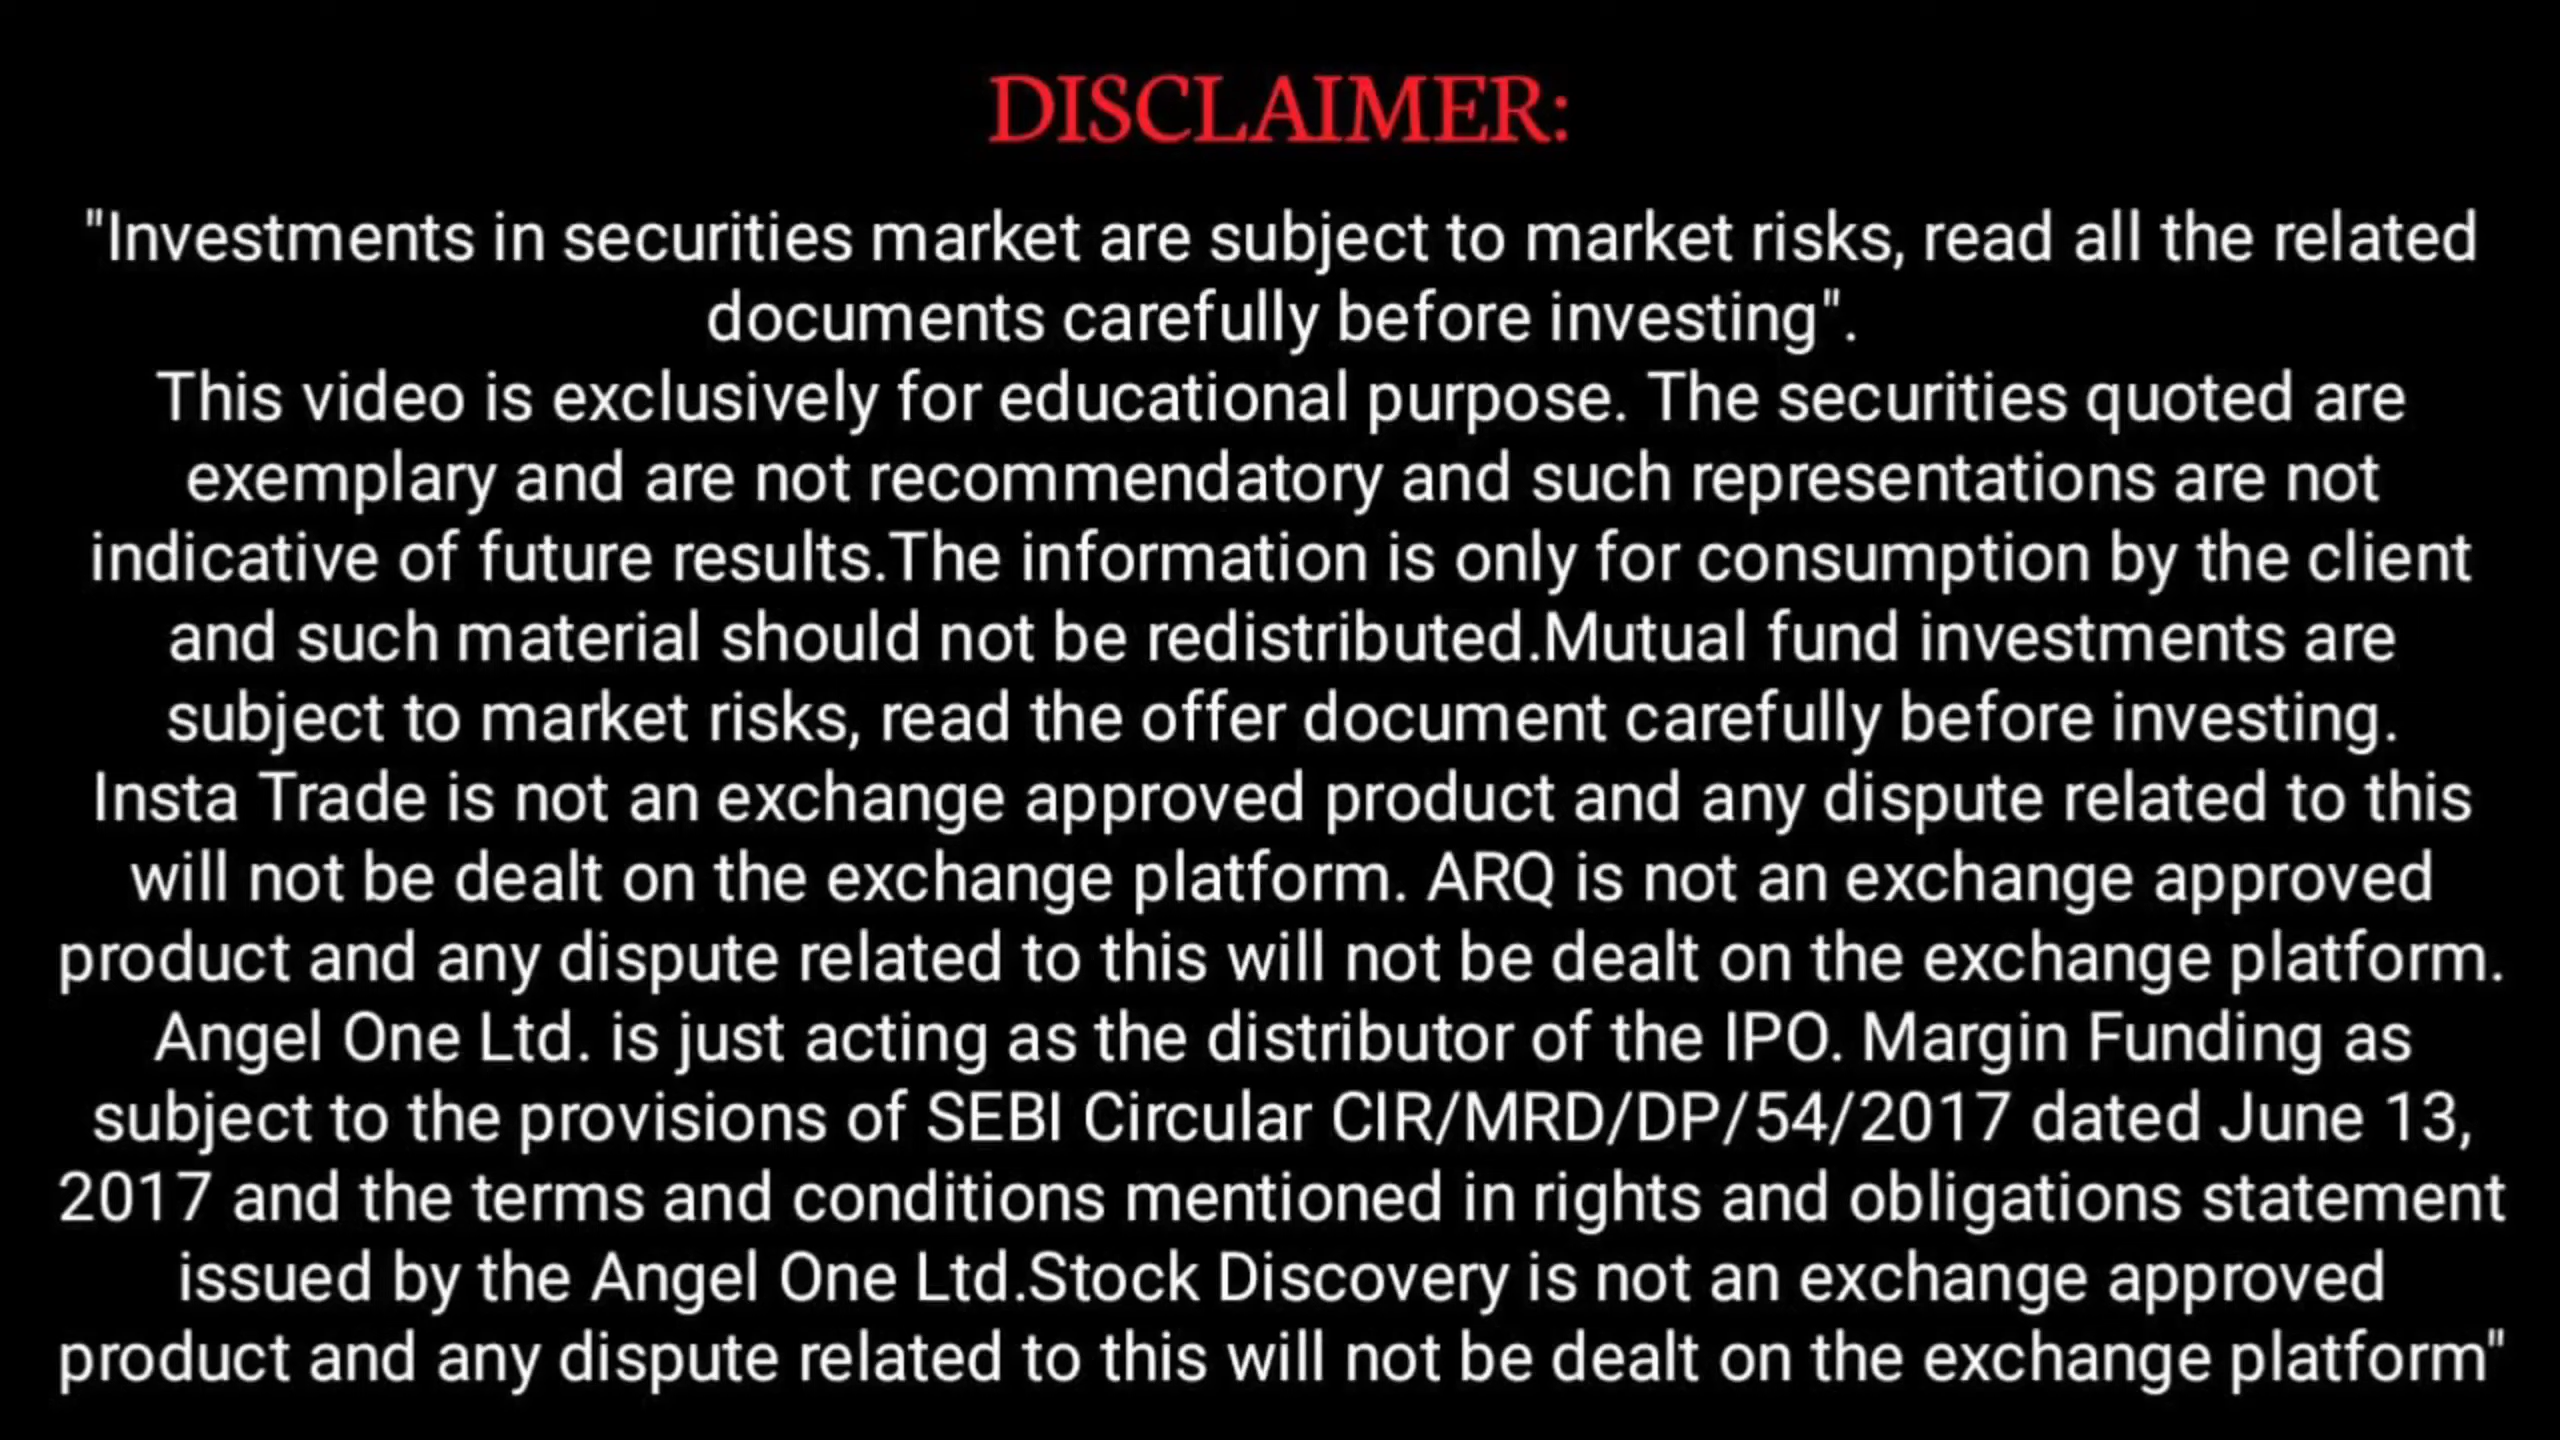 DISCLAIMER:
"Investments in securities market are subject to market risks, read all the related
documents carefully before investing".
This video is exclusively for educational purpose. The securities quoted are
exemplary and are not recommendatory and such representations are not
indicative of future results.The information is only for consumption by the client
and such material should not be redistributed.Mutual fund investments are
subject to market risks, read the offer document carefully before investing.
Insta Trade is not an exchange approved product and any dispute related to this
will not be dealt on the exchange platform. ARQ is not an exchange approved
product and any dispute related to this will not be dealt on the exchange platform.
Angel One Ltd. is just acting as the distributor of the IPO. Margin Funding as
subject to the provisions of SEBI Circular CIR/MRD/DP/54/2017 dated June 13,
2017 and the terms and conditions mentioned in rights and obligations statement
issued by the Angel One Ltd.Stock Discovery is not an exchange approved
product and any dispute related to this will not be dealt on the exchange platform"